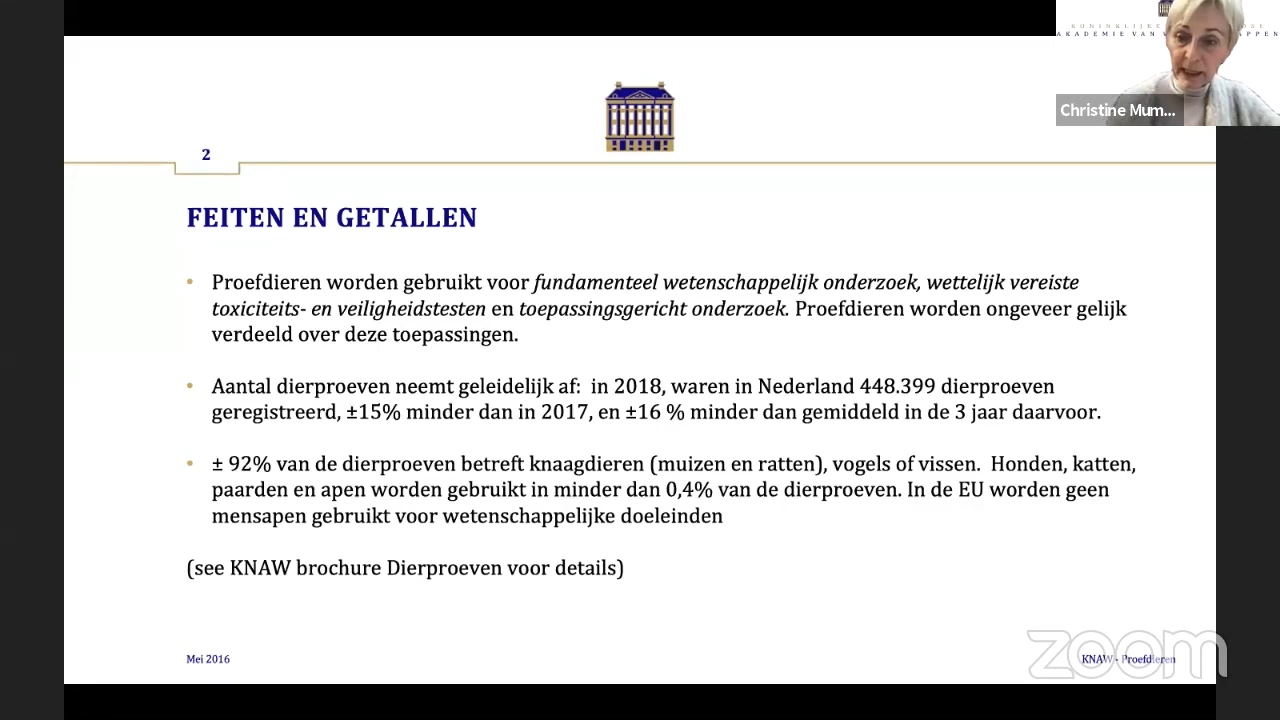 AKADEMIE VAN
Christine Mum...
2
FEITEN EN GETALLEN
• Proefdieren worden gebruikt voor fundamenteel wetenschappelijk onderzoek, wettelijk vereiste
toxiciteits- en veiligheidstesten en toepassingsgericht onderzoek. Proefdieren worden ongeveer gelijk
verdeeld over deze toepassingen.
• Aantal dierproeven neemt geleidelijk af: in 2018, waren in Nederland 448.399 dierproeven
geregistreerd, ±15% minder dan in 2017, en ±16 % minder dan gemiddeld in de 3 jaar daarvoor.
• ± 92% van de dierproeven betreft knaagdieren (muizen en ratten), vogels of vissen. Honden, katten,
paarden en apen worden gebruikt in minder dan 0,4% van de dierproeven. In de EU worden geen
mensapen gebruikt voor wetenschappelijke doeleinden
(see KNAW brochure Dierproeven voor details)
Mei 2016
KNAW - Proefdieren
zoom